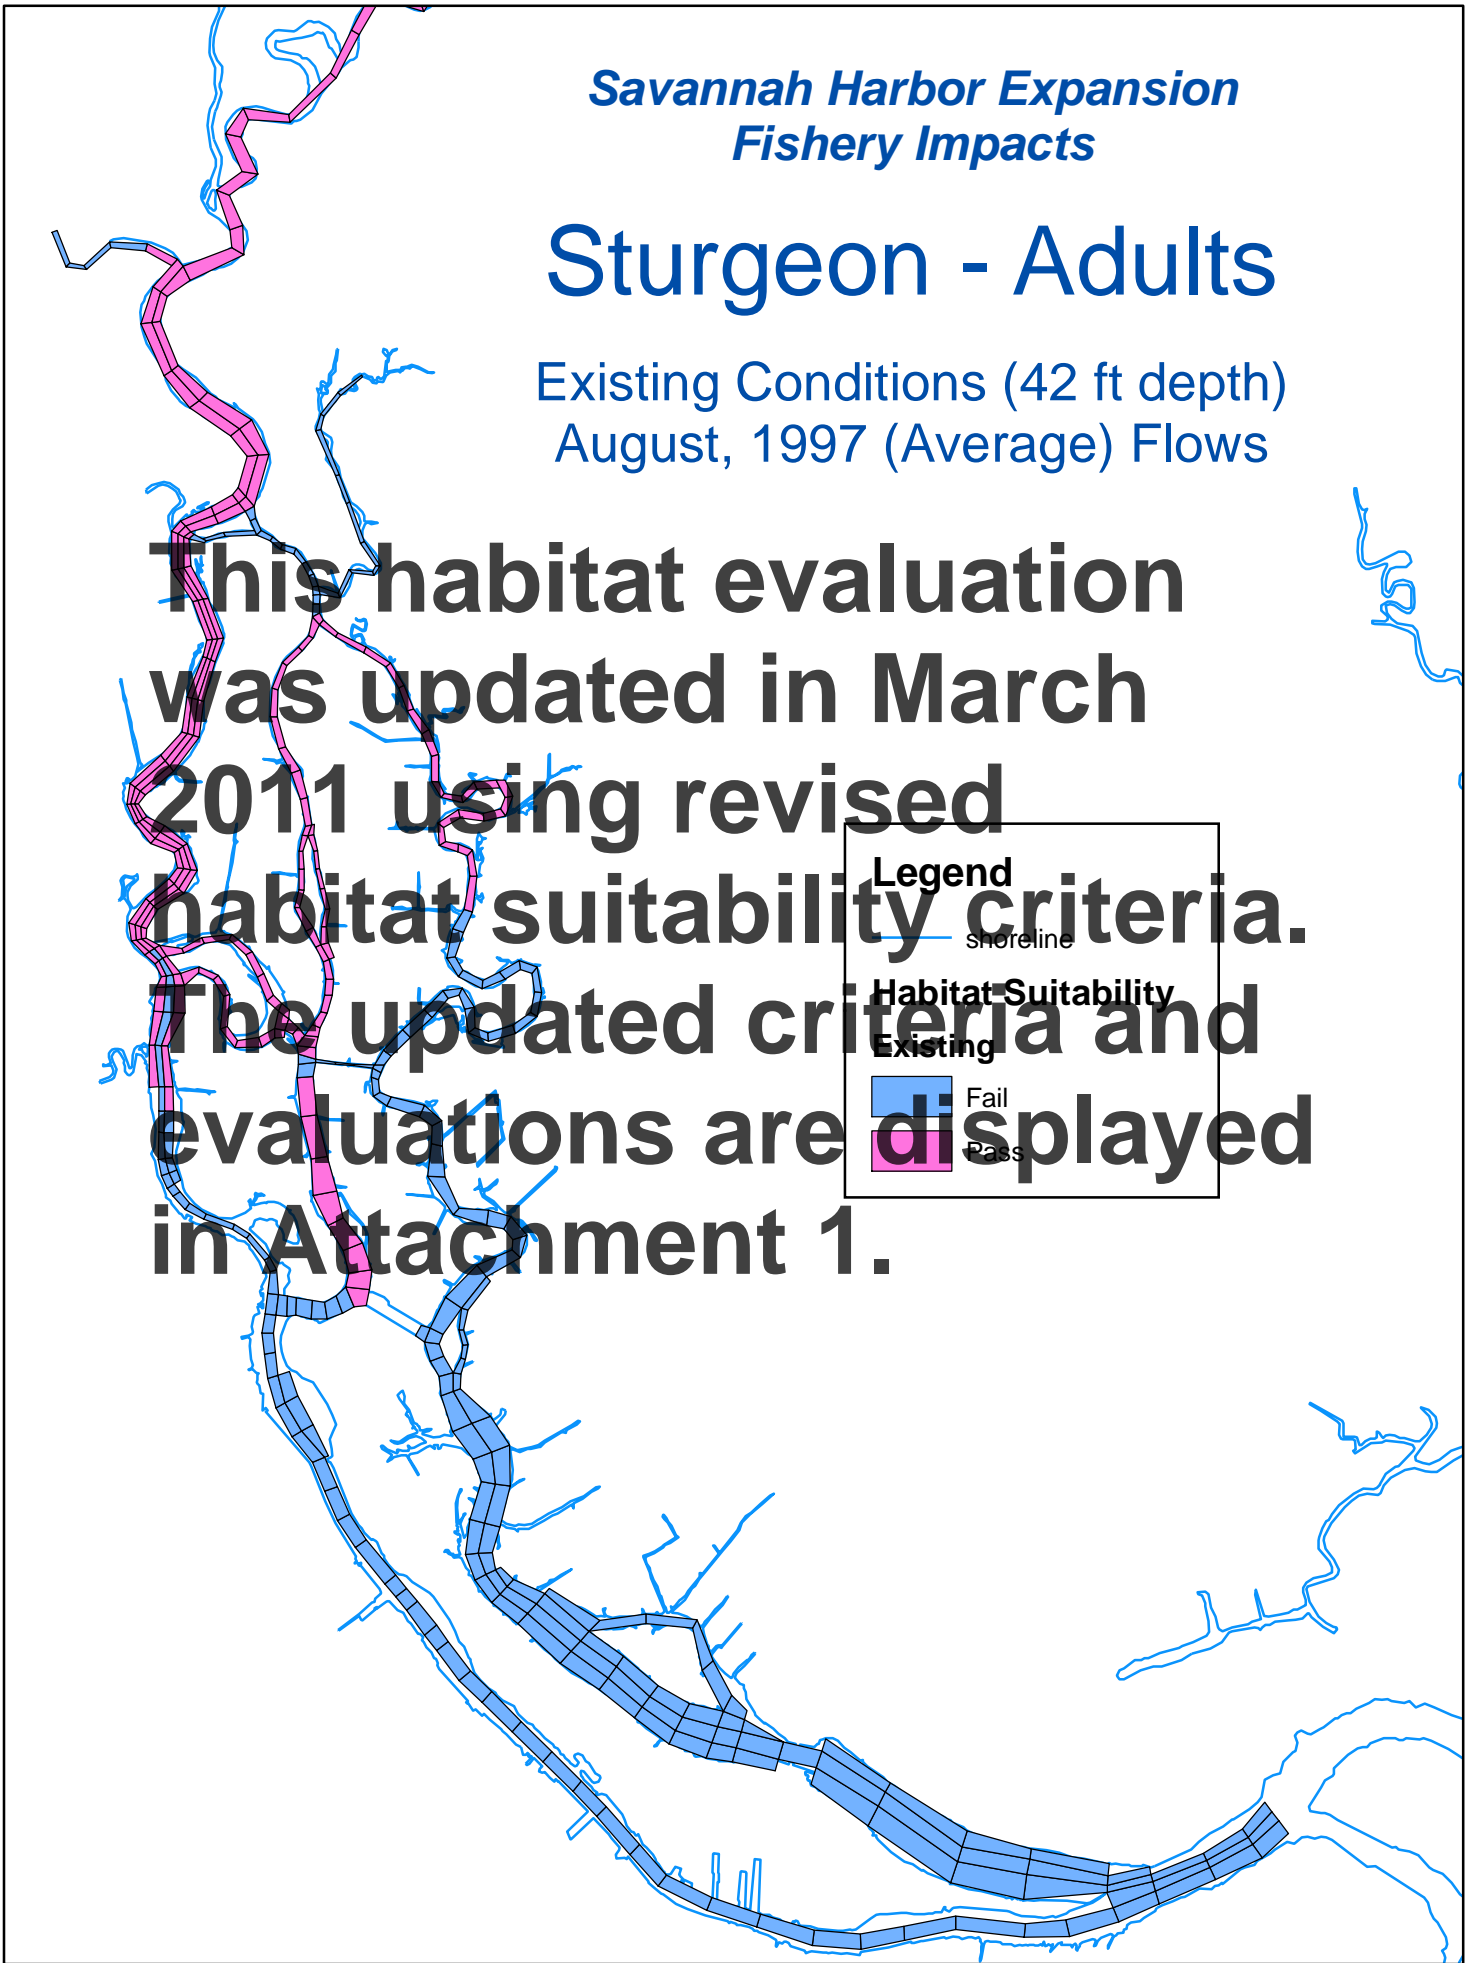 Savannah Harbor Expansion
Fishery Impacts
Sturgeon - Adults
Existing Conditions (42 ft depth)
August, 1997 (Average) Flows
This habitat evaluation
was updated in March
2011 using revised
habitat suitability criteria.
The updated criteria and
evaluations are displayed
in Attachment 1.
Legend
shoreline
Habitat Suitability
Existing
Fail
Pass